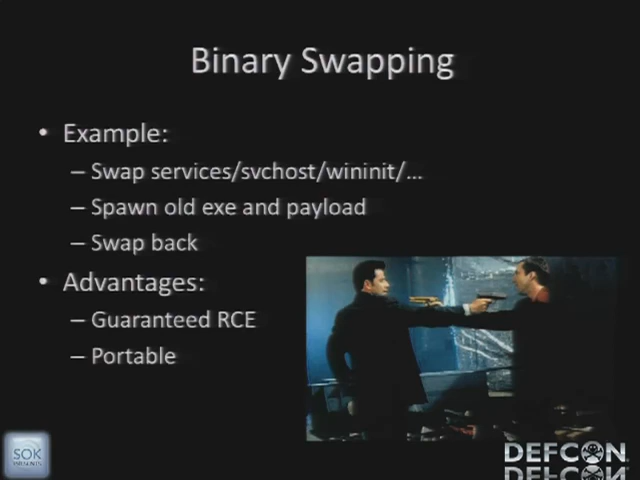 Binary Swapping
• Example:
– Swap services/svchost/wininit/...
– Spawn old exe and payload
– Swap back
• Advantages:
– Guaranteed RCE
– Portable
SOK
DEFCON